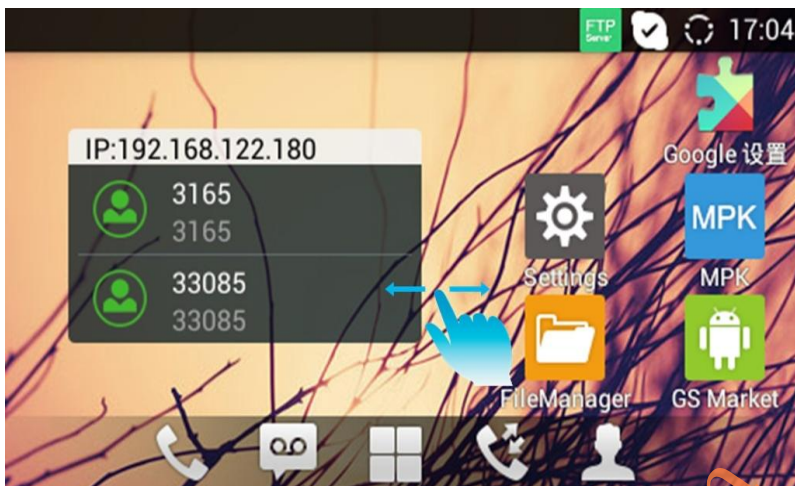 FTP
Server
17:04
IP:192.168.122.180
3165
3165
33085
33085
Google 设置
Settings
MPK
MPK
FileManager
GS Market